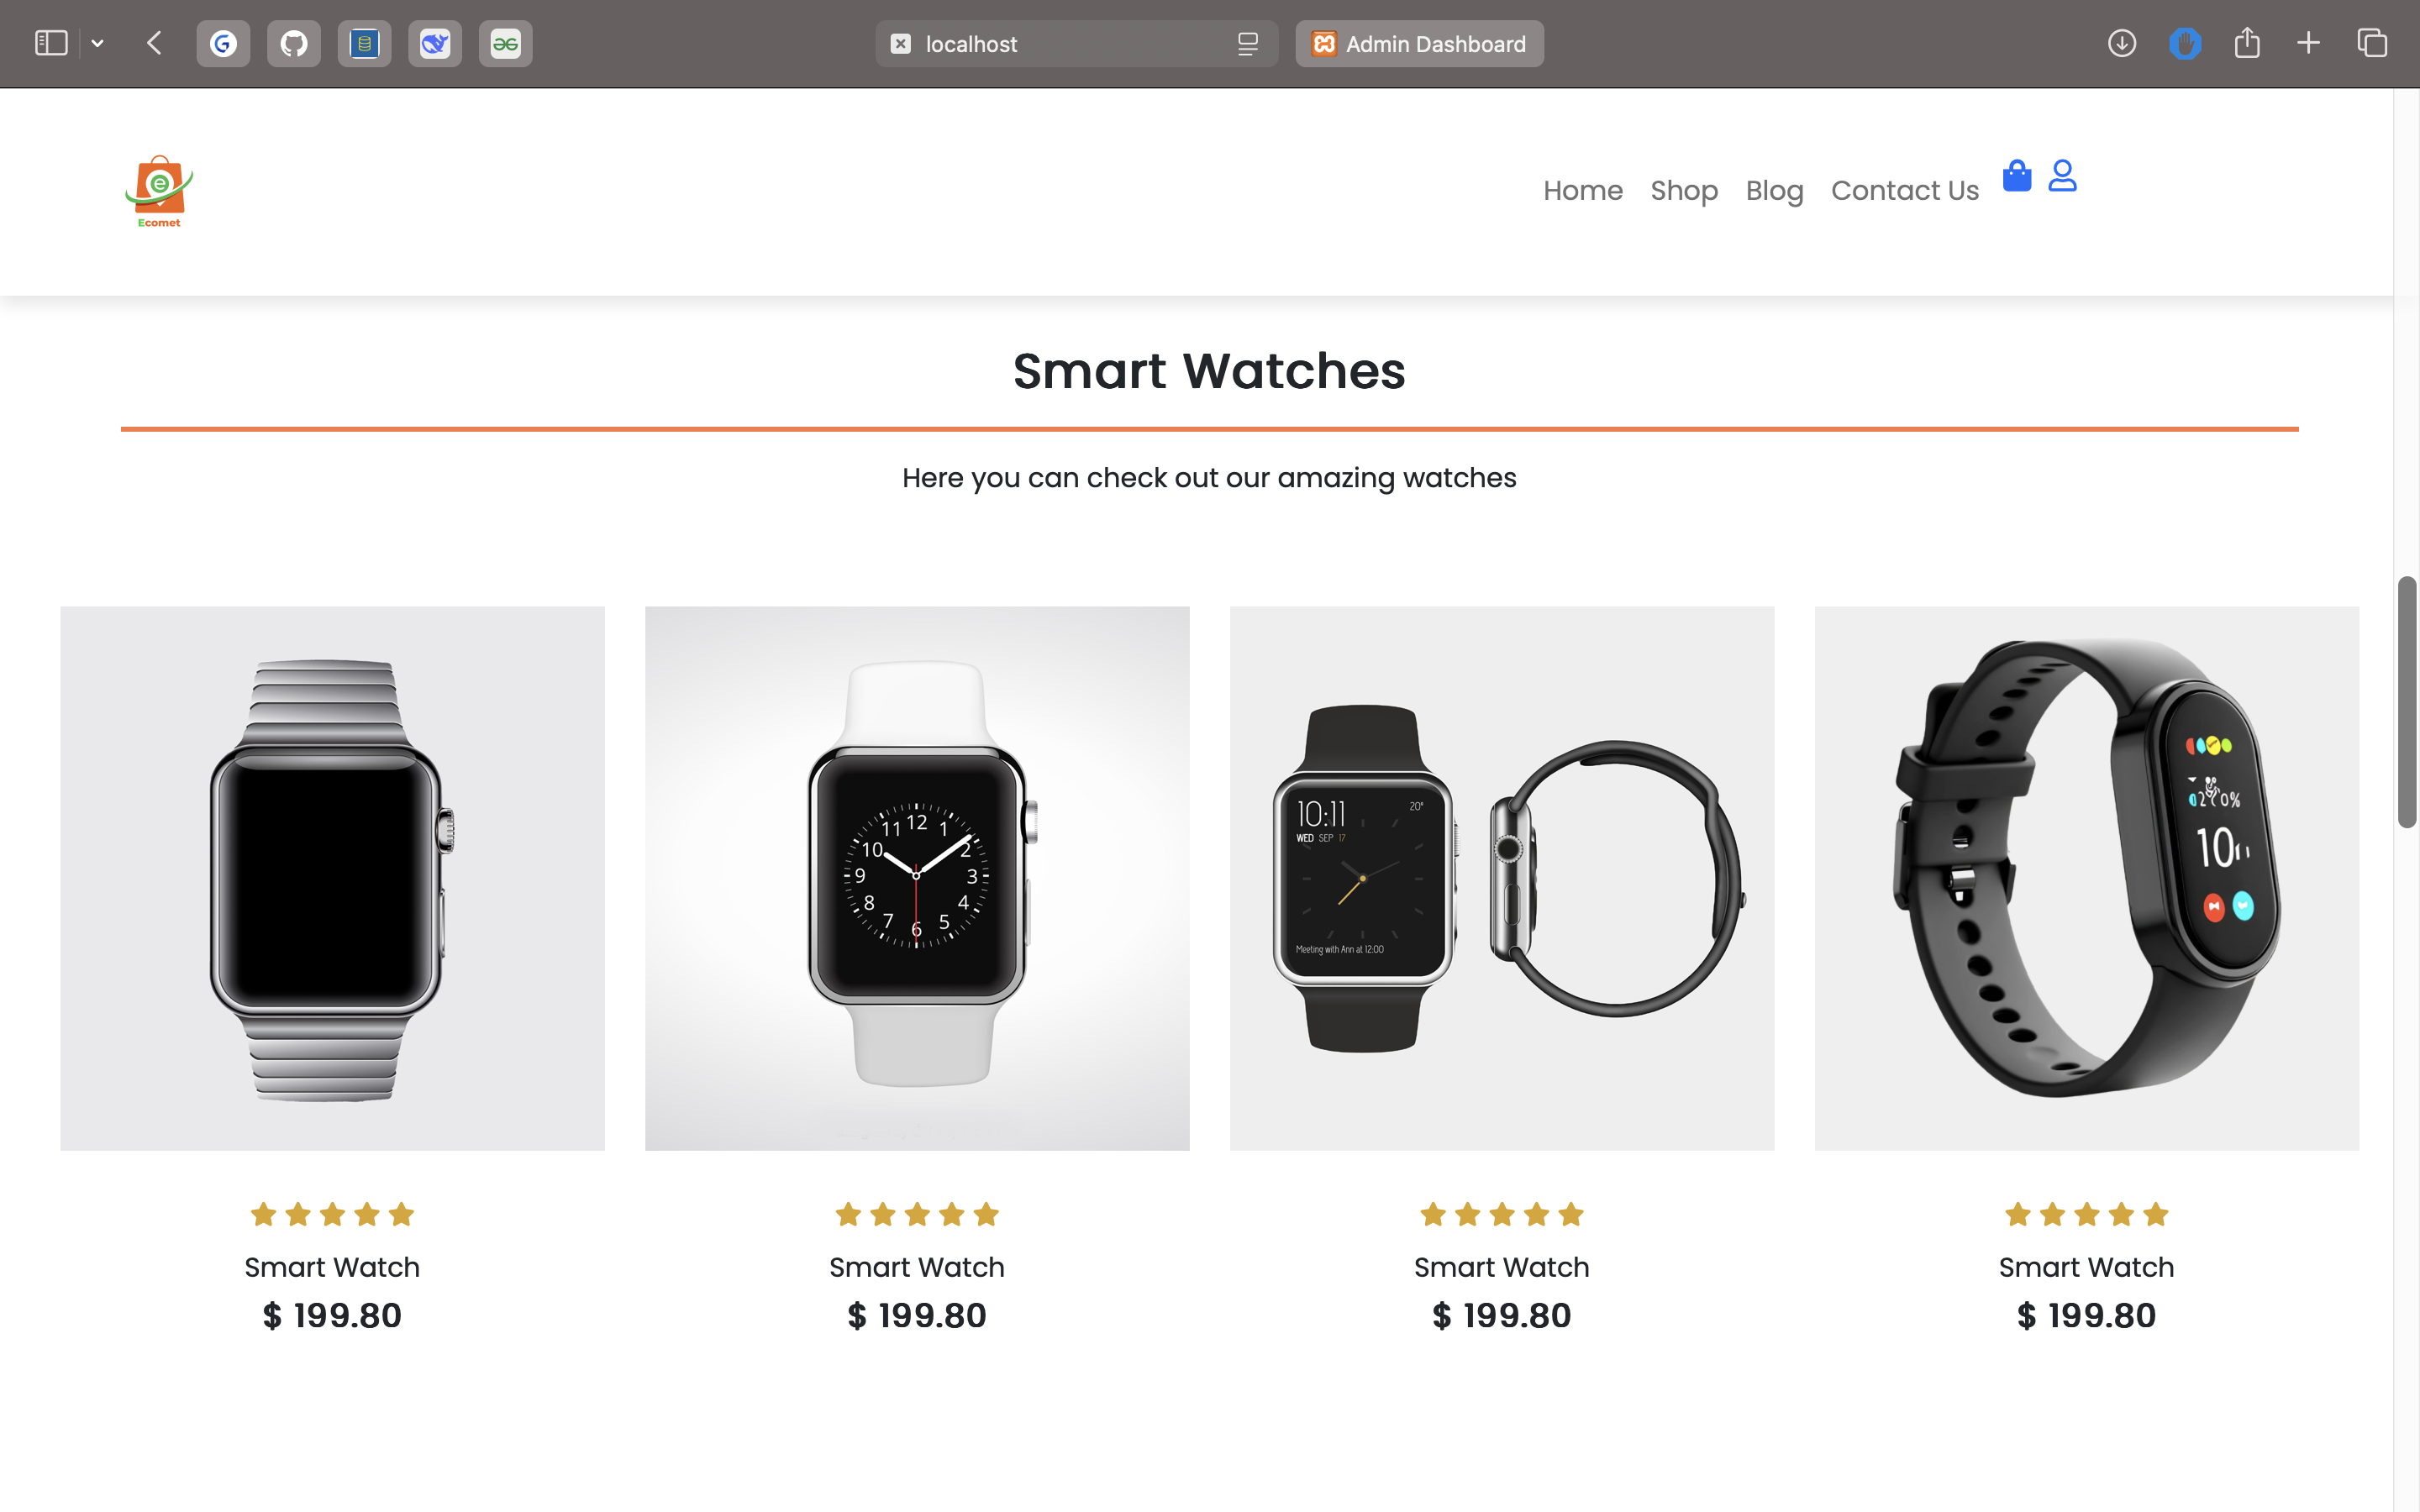 localhost
Admin Dashboard
Ecomet
Home Shop Blog Contact Us
Smart Watches
Here you can check out our amazing watches
12
11 1
10 2
9 3
8 4
7 5
6
10:11 20°
WED SEP 17
Meeting with Ann at 12:00
10
Smart Watch
$ 199.80
Smart Watch
$ 199.80
Smart Watch
$ 199.80
Smart Watch
$ 199.80